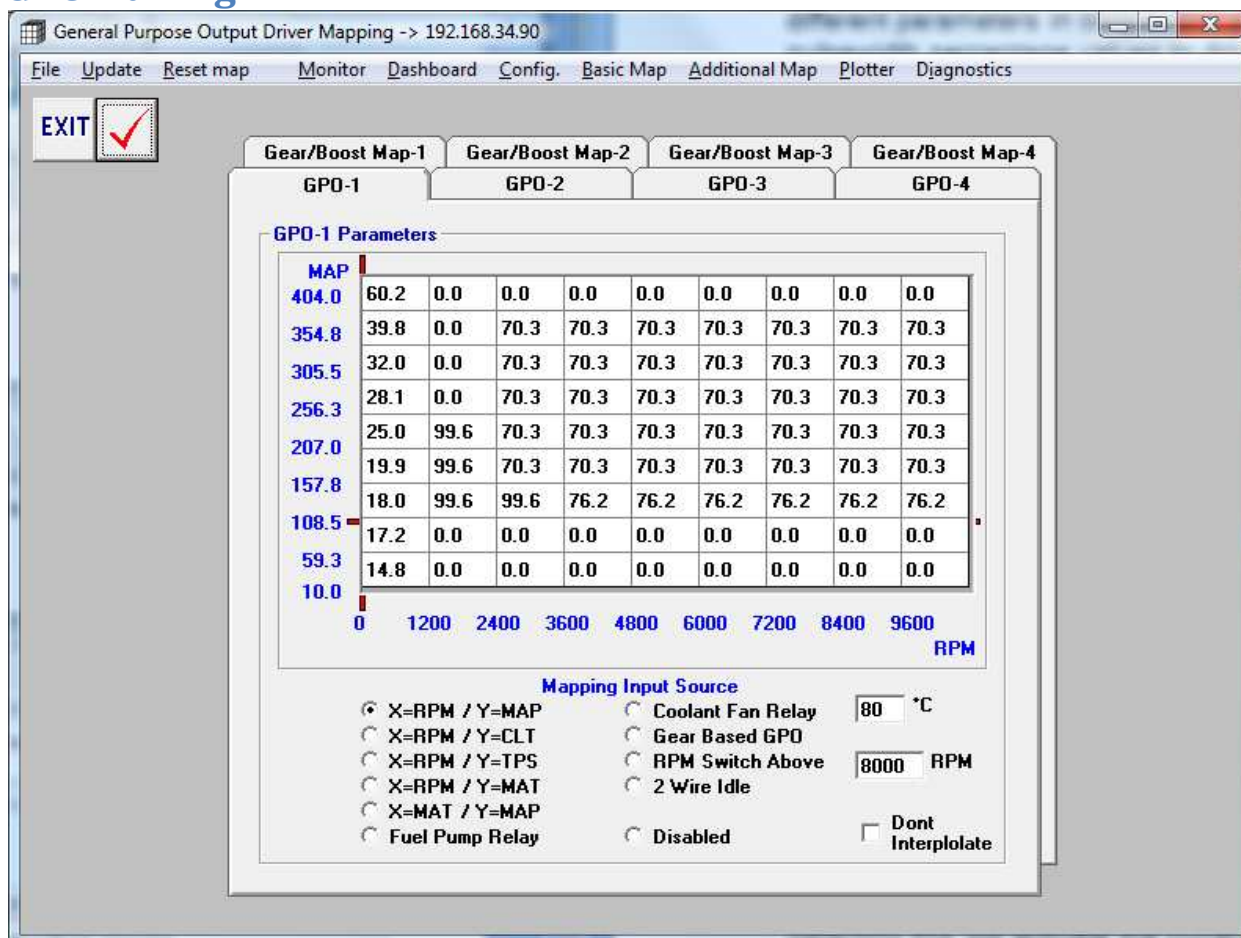 General Purpose Output Driver Mapping -> 192.168.34.90
File Update Reset map Monitor Dashboard Config. Basic Map Additional Map Plotter Diagnostics
EXIT
Gear/Boost Map-1 Gear/Boost Map-2 Gear/Boost Map-3 Gear/Boost Map-4
GPO-1 GPO-2 GPO-3 GPO-4
GPO-1 Parameters
MAP
404.0 60.2 0.0 0.0 0.0 0.0 0.0 0.0 0.0 0.0
354.8 39.8 0.0 70.3 70.3 70.3 70.3 70.3 70.3 70.3
305.5 32.0 0.0 70.3 70.3 70.3 70.3 70.3 70.3 70.3
256.3 28.1 0.0 70.3 70.3 70.3 70.3 70.3 70.3 70.3
207.0 25.0 99.6 70.3 70.3 70.3 70.3 70.3 70.3 70.3
157.8 19.9 99.6 70.3 70.3 70.3 70.3 70.3 70.3 70.3
108.5 18.0 99.6 99.6 76.2 76.2 76.2 76.2 76.2 76.2
59.3 17.2 0.0 0.0 0.0 0.0 0.0 0.0 0.0 0.0
10.0 14.8 0.0 0.0 0.0 0.0 0.0 0.0 0.0 0.0
0 1200 2400 3600 4800 6000 7200 8400 9600
RPM
Mapping Input Source
X=RPM / Y=MAP Coolant Fan Relay 80 °C
X=RPM / Y=CLT Gear Based GPO
X=RPM / Y=TPS RPM Switch Above 8000 RPM
X=RPM / Y=MAT 2 Wire Idle
X=MAT / Y=MAP
Fuel Pump Relay Disabled Dont
Interplolate